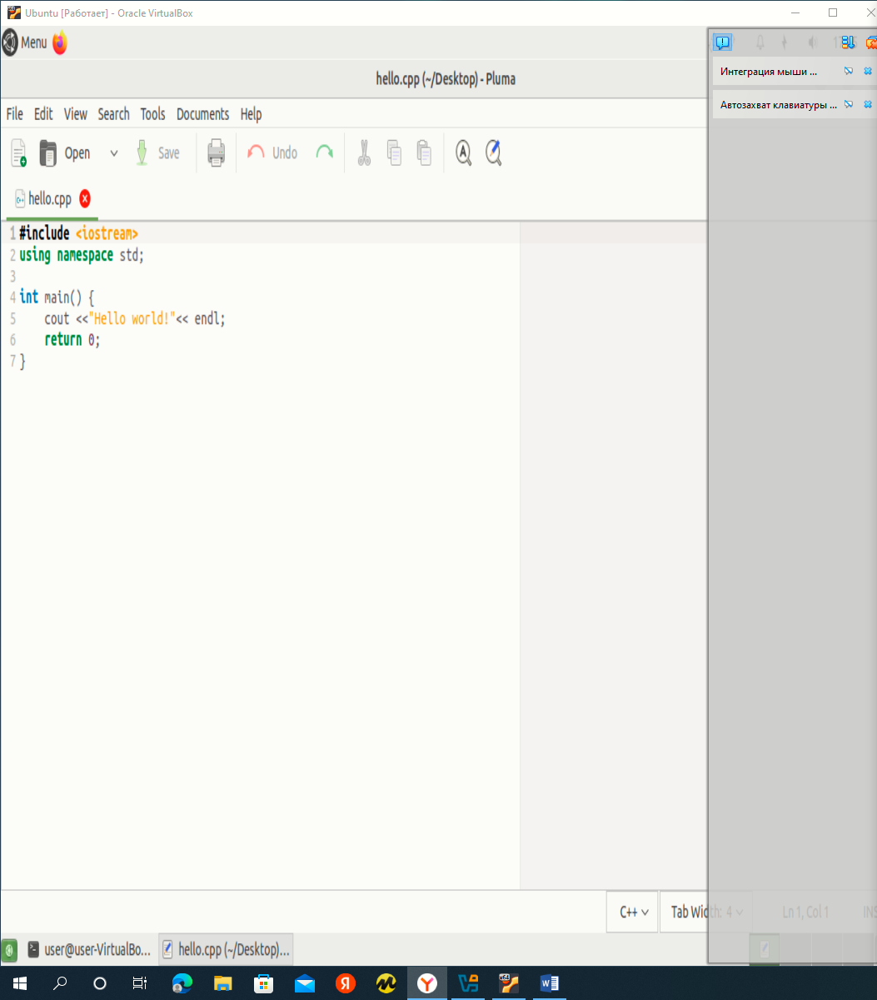 Ubuntu [Работает] - Oracle VirtualBox
Menu
Интеграция мыши ...
Автозахват клавиатуры ...
hello.cpp (~/Desktop) - Pluma
File Edit View Search Tools Documents Help
Open Save Undo
hello.cpp
1 #include <iostream>
2 using namespace std;
3
4 int main() {
5     cout <<"Hello world!"<< endl;
6     return 0;
7 }
C++ Tab Width: 4 Ln 1, Col 1 INS
user@user-VirtualBo... hello.cpp (~/Desktop)...